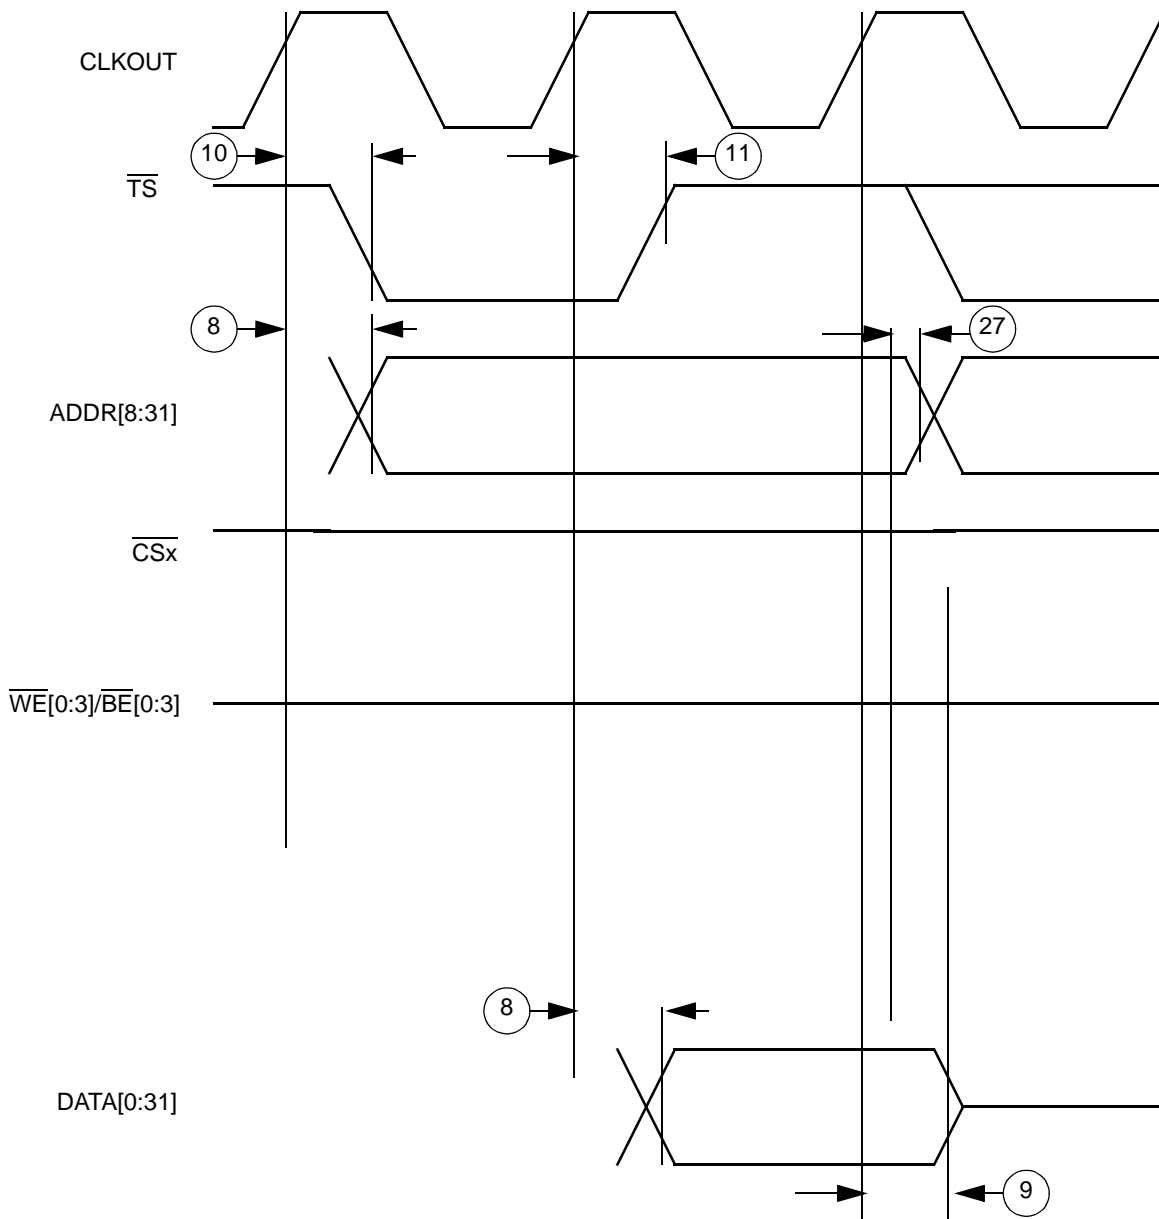 CLKOUT
10
11
TS
8
27
ADDR[8:31]
CSx
WE[0:3]/BE[0:3]
8
DATA[0:31]
9